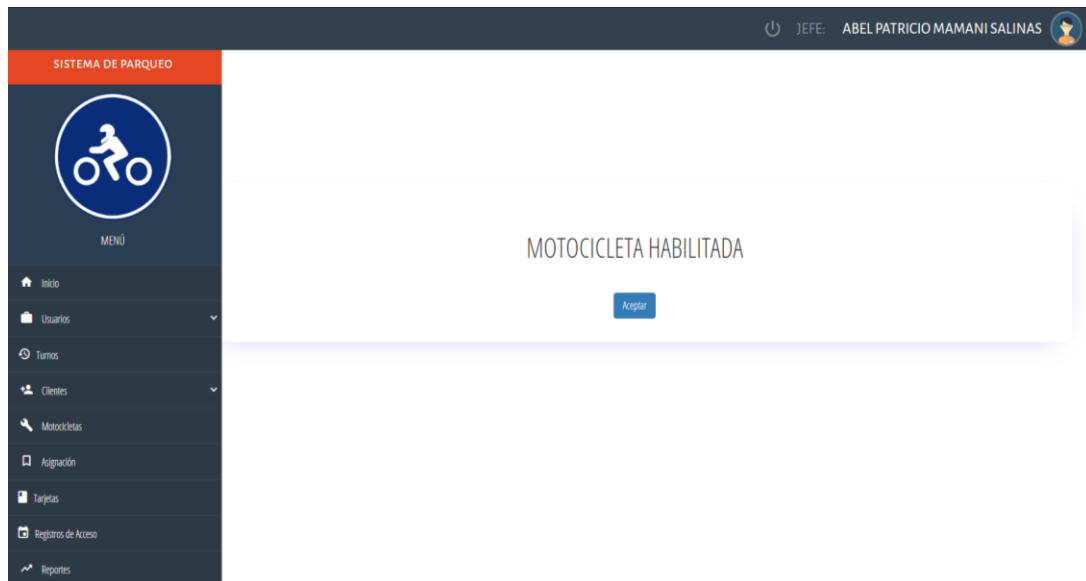 JEFE: ABEL PATRICIO MAMANI SALINAS
SISTEMA DE PARQUEO
MENÚ
Inicio
Usuarios
Turnos
Clientes
Motocicletas
Asignación
Tarjetas
Registros de Acceso
Reportes
MOTOCICLETA HABILITADA
Aceptar